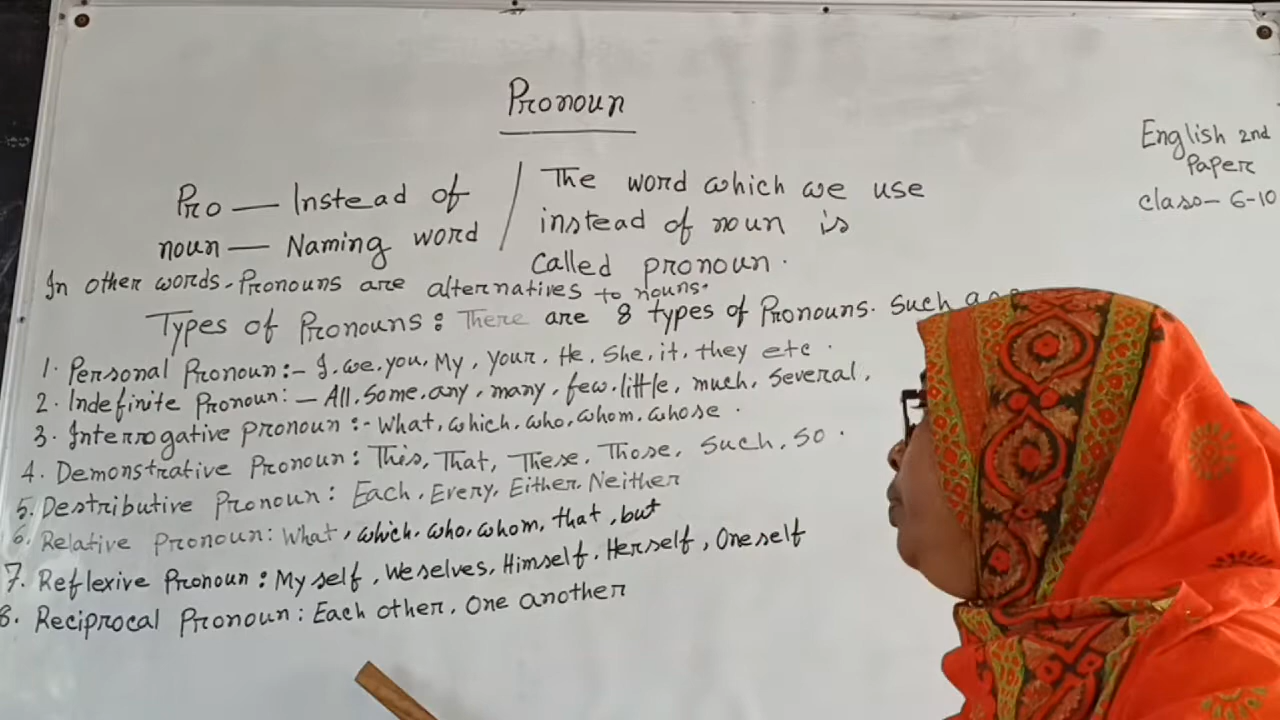 Pronoun
English 2nd
Paper
class- 6-10
Pro — Instead of
noun — Naming word
The word which we use
instead of noun is
called pronoun.
In other words, Pronouns are alternatives to nouns.
Types of Pronouns: There are 8 types of Pronouns. Such as
1. Personal Pronoun:- I, we, you, My, your, He, She, it, they etc.
2. Indefinite Pronoun:- All, Some, any, many, few, little, much, several,
3. Interrogative pronoun:- What, which, who, whom, whose.
4. Demonstrative Pronoun: This, That, These, Those, Such, So.
5. Destributive Pronoun: Each, Every, Either, Neither
6. Relative Pronoun: What, which, who, whom, that, but
7. Reflexive Pronoun: My self, We selves, Himself, Herself, Oneself
8. Reciprocal Pronoun: Each other, One another